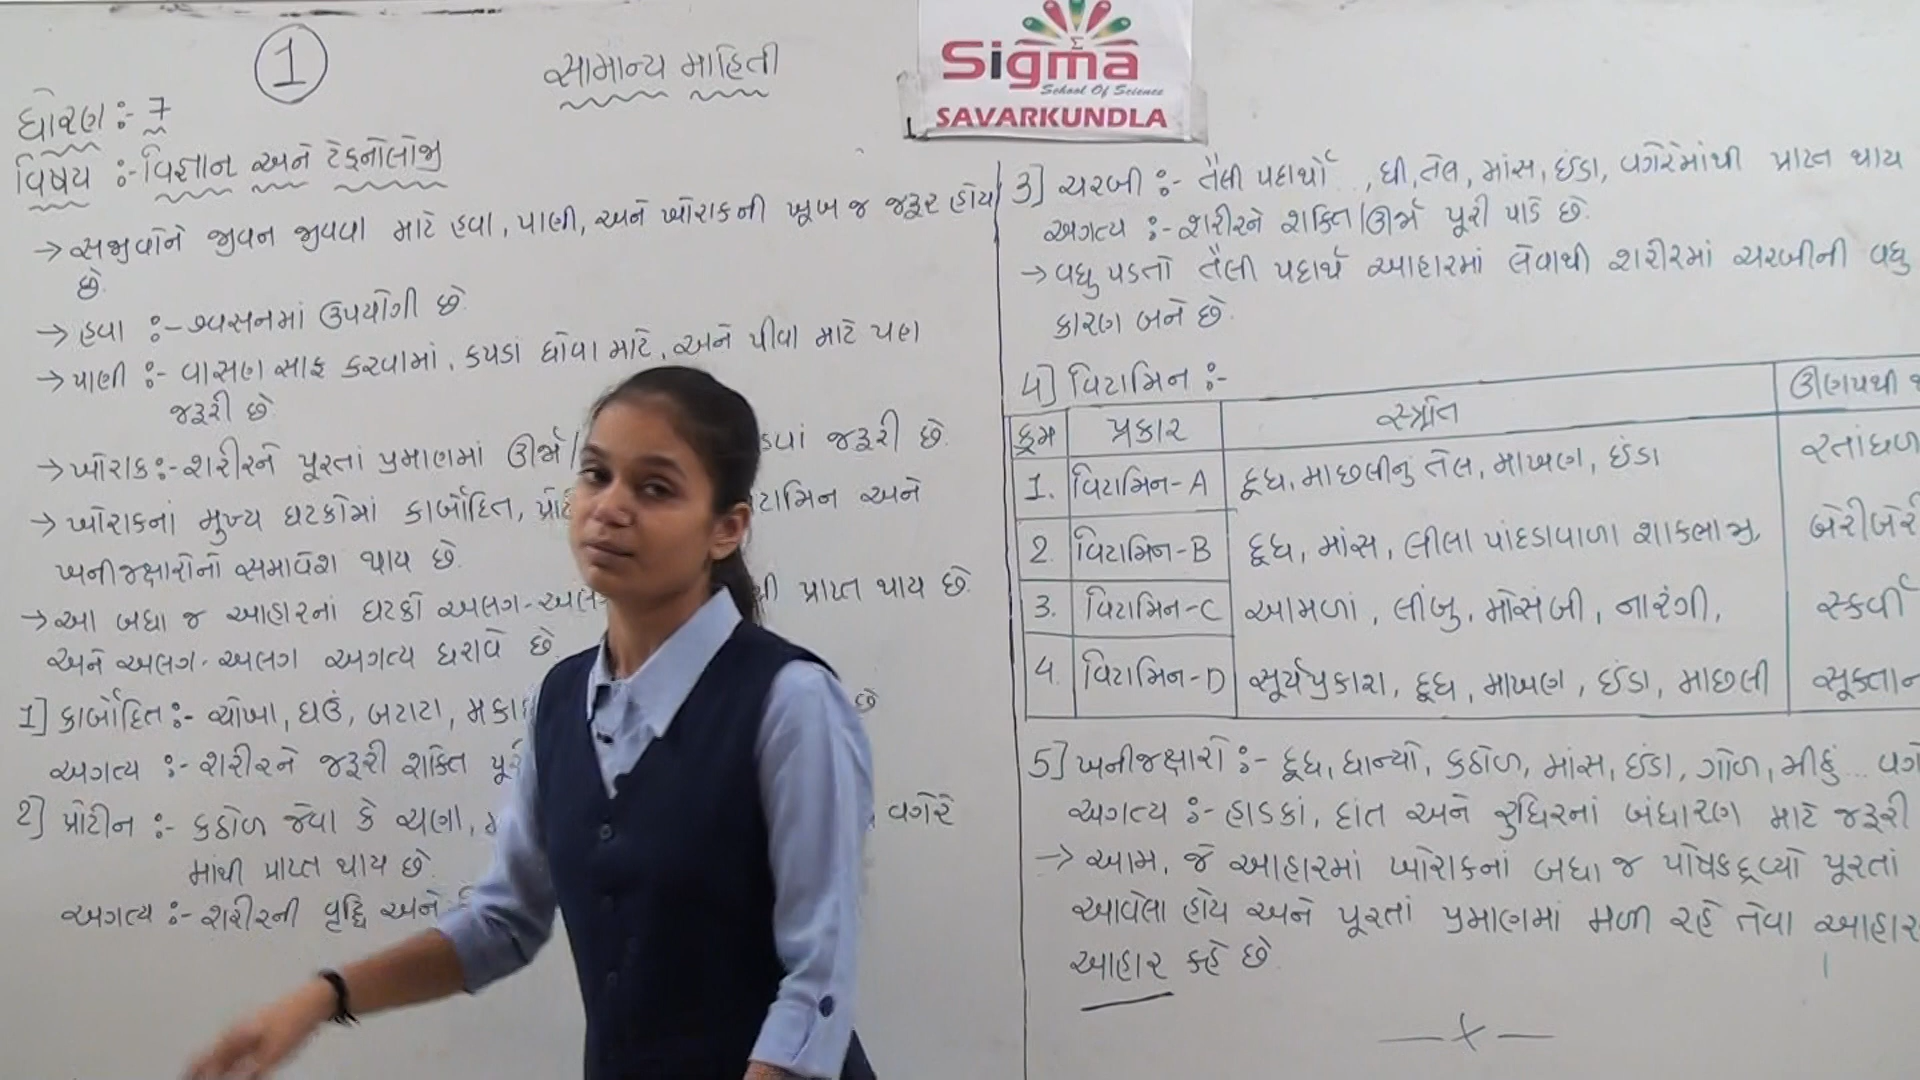 1
સામાન્ય માહિતી
Sigma
School Of Science
SAVARKUNDLA
ધોરણ :- 7
વિષય :- વિજ્ઞાન અને ટેકનોલોજી
→ સજીવોને જીવન જીવવા માટે હવા, પાણી, અને ખોરાકની ખૂબ જ જરૂર હોય
છે.
→ હવા :- શ્વસનમાં ઉપયોગી છે.
→ પાણી :- વાસણ સાફ કરવામાં, કપડાં ધોવા માટે, અને પીવા માટે પણ
જરૂરી છે.
→ ખોરાક :- શરીરને પૂરતાં પ્રમાણમાં ઊર્જા/ જરૂરી છે.
→ ખોરાકનાં મુખ્ય ઘટકોમાં કાર્બોદિત, અને
ખનીજક્ષારોનો સમાવેશ થાય છે.
→ આ બધા જ આહારનાં ઘટકો અલગ- પ્રાપ્ત થાય છે.
અને અલગ-અલગ અગત્ય ધરાવે છે.
1] કાર્બોદિત :- ચોખા, ઘઉં, બટાટા, છે
અગત્ય :- શરીરને જરૂરી શક્તિ
2] પ્રોટીન :- કઠોળ જેવા કે ચણા, વગેરે
માંથી પ્રાપ્ત થાય છે.
અગત્ય :- શરીરની વૃદ્ધિ અને
3] ચરબી :- તૈલી પદાર્થો.., ઘી, તેલ, માંસ, ઈંડા, વગેરેમાંથી પ્રાપ્ત થાય
અગત્ય :- શરીરને શક્તિ/ઊર્જા પૂરી પાડે છે.
→ વધુ પડતો તૈલી પદાર્થ આહારમાં લેવાથી શરીરમાં ચરબીની વધુ
કારણ બને છે.
4] વિટામિન :-
ક્રમ પ્રકાર સ્ત્રોત ઊણપથી
1. વિટામિન-A દૂધ, માછલીનું તેલ, માખણ, ઈંડા
2. વિટામિન-B દૂધ, માંસ, લીલા પાંદડાવાળા શાકભાજી,
3. વિટામિન-C આમળાં, લીંબુ, મોસંબી, નારંગી, સ્કર્વી
4. વિટામિન-D સૂર્યપ્રકાશ, દૂધ, માખણ, ઈંડા, માછલી
5] ખનીજક્ષારો :- દૂધ, ધાન્યો, કઠોળ, માંસ, ઈંડા, ગોળ, મીઠું...
અગત્ય :- હાડકાં, દાંત અને રુધિરનાં બંધારણ માટે જરૂરી
→ આમ, જે આહારમાં ખોરાકનાં બધા જ પોષકદ્રવ્યો પૂરતાં
આવેલા હોય અને પૂરતાં પ્રમાણમાં મળી રહે તેવા આહાર
આહાર કહે છે.